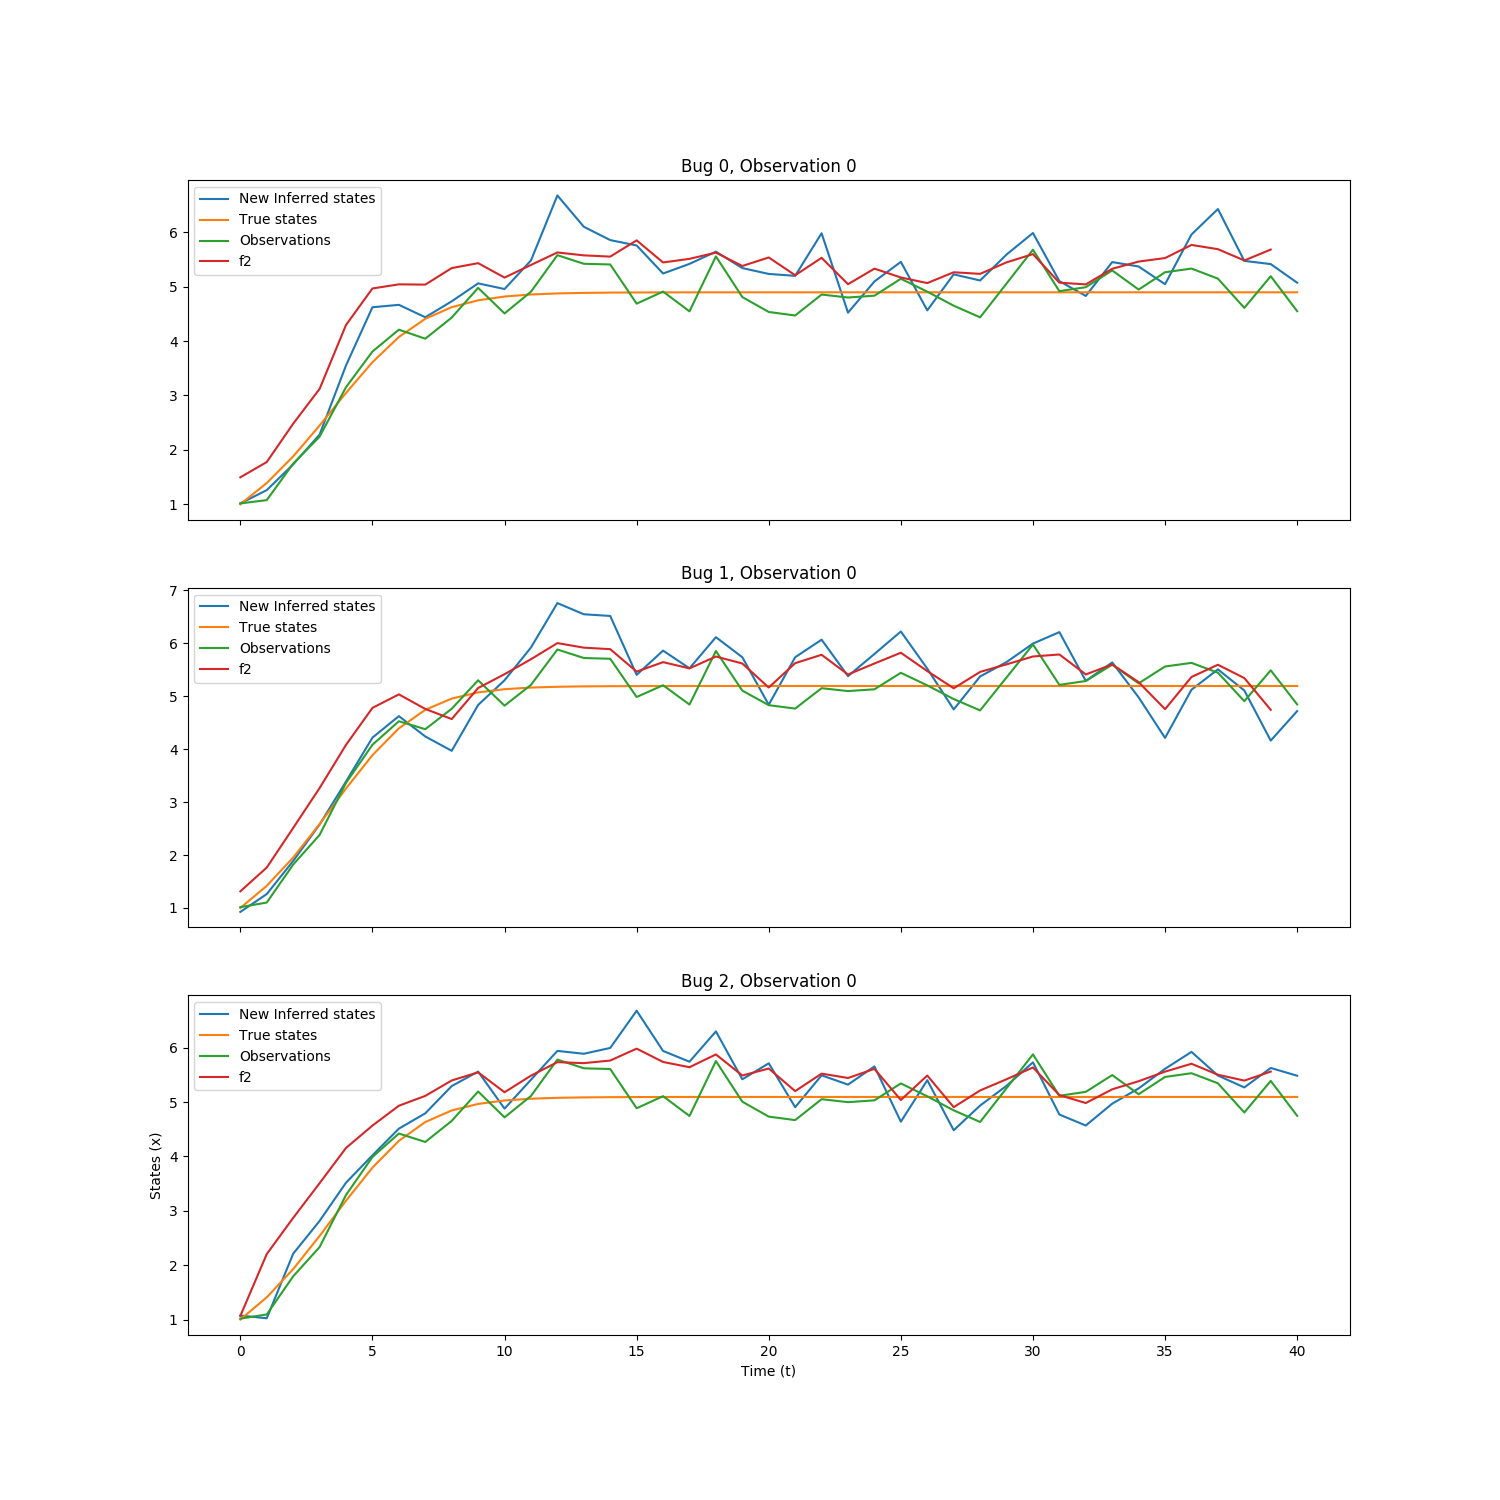 Bug 0, Observation 0
New Inferred states
True states
Observations
f2
6
5
4
3
2
1
Bug 1, Observation 0
New Inferred states
True states
Observations
f2
7
6
5
4
3
2
1
Bug 2, Observation 0
New Inferred states
True states
Observations
f2
6
5
4
3
2
1
States (x)
0 5 10 15 20 25 30 35 40
Time (t)